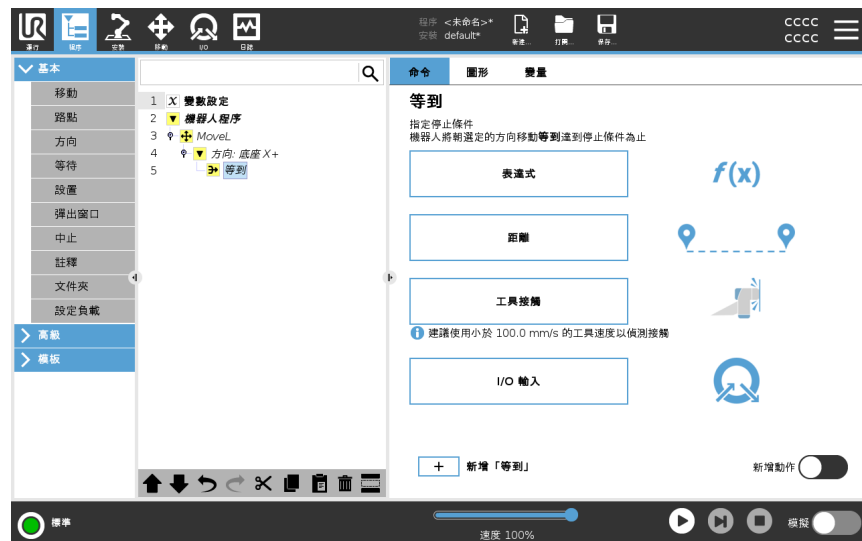 UR
運行
程序
安裝
移動
I/O
日誌
程序 <未命名>*
安裝 default*
新建...
打開...
保存...
cccc
cccc
基本
移動
路點
方向
等待
設置
彈出窗口
中止
註釋
文件夾
設定負載
高級
模板
1 X 變數設定
2 機器人程序
3 MoveL
4 方向: 底座 X+
5 等到
命令 圖形 變量
等到
指定停止條件
機器人將朝選定的方向移動等到達到停止條件為止
表達式
f(x)
距離
工具接觸
建議使用小於 100.0 mm/s 的工具速度以偵測接觸
I/O 輸入
+ 新增「等到」
新增動作
標準
速度 100%
模擬